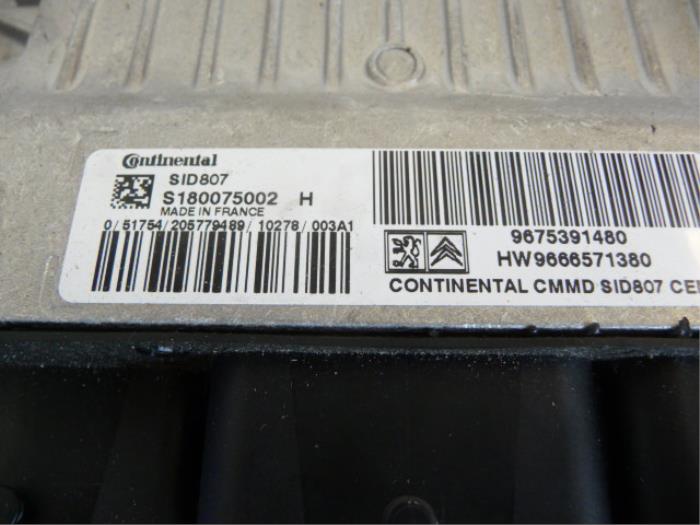 Continental
SID807
S180075002 H
MADE IN FRANCE
0/51754/205779489/10278/003A1
9675391480
HW9666571380
CONTINENTAL CMMD SID807